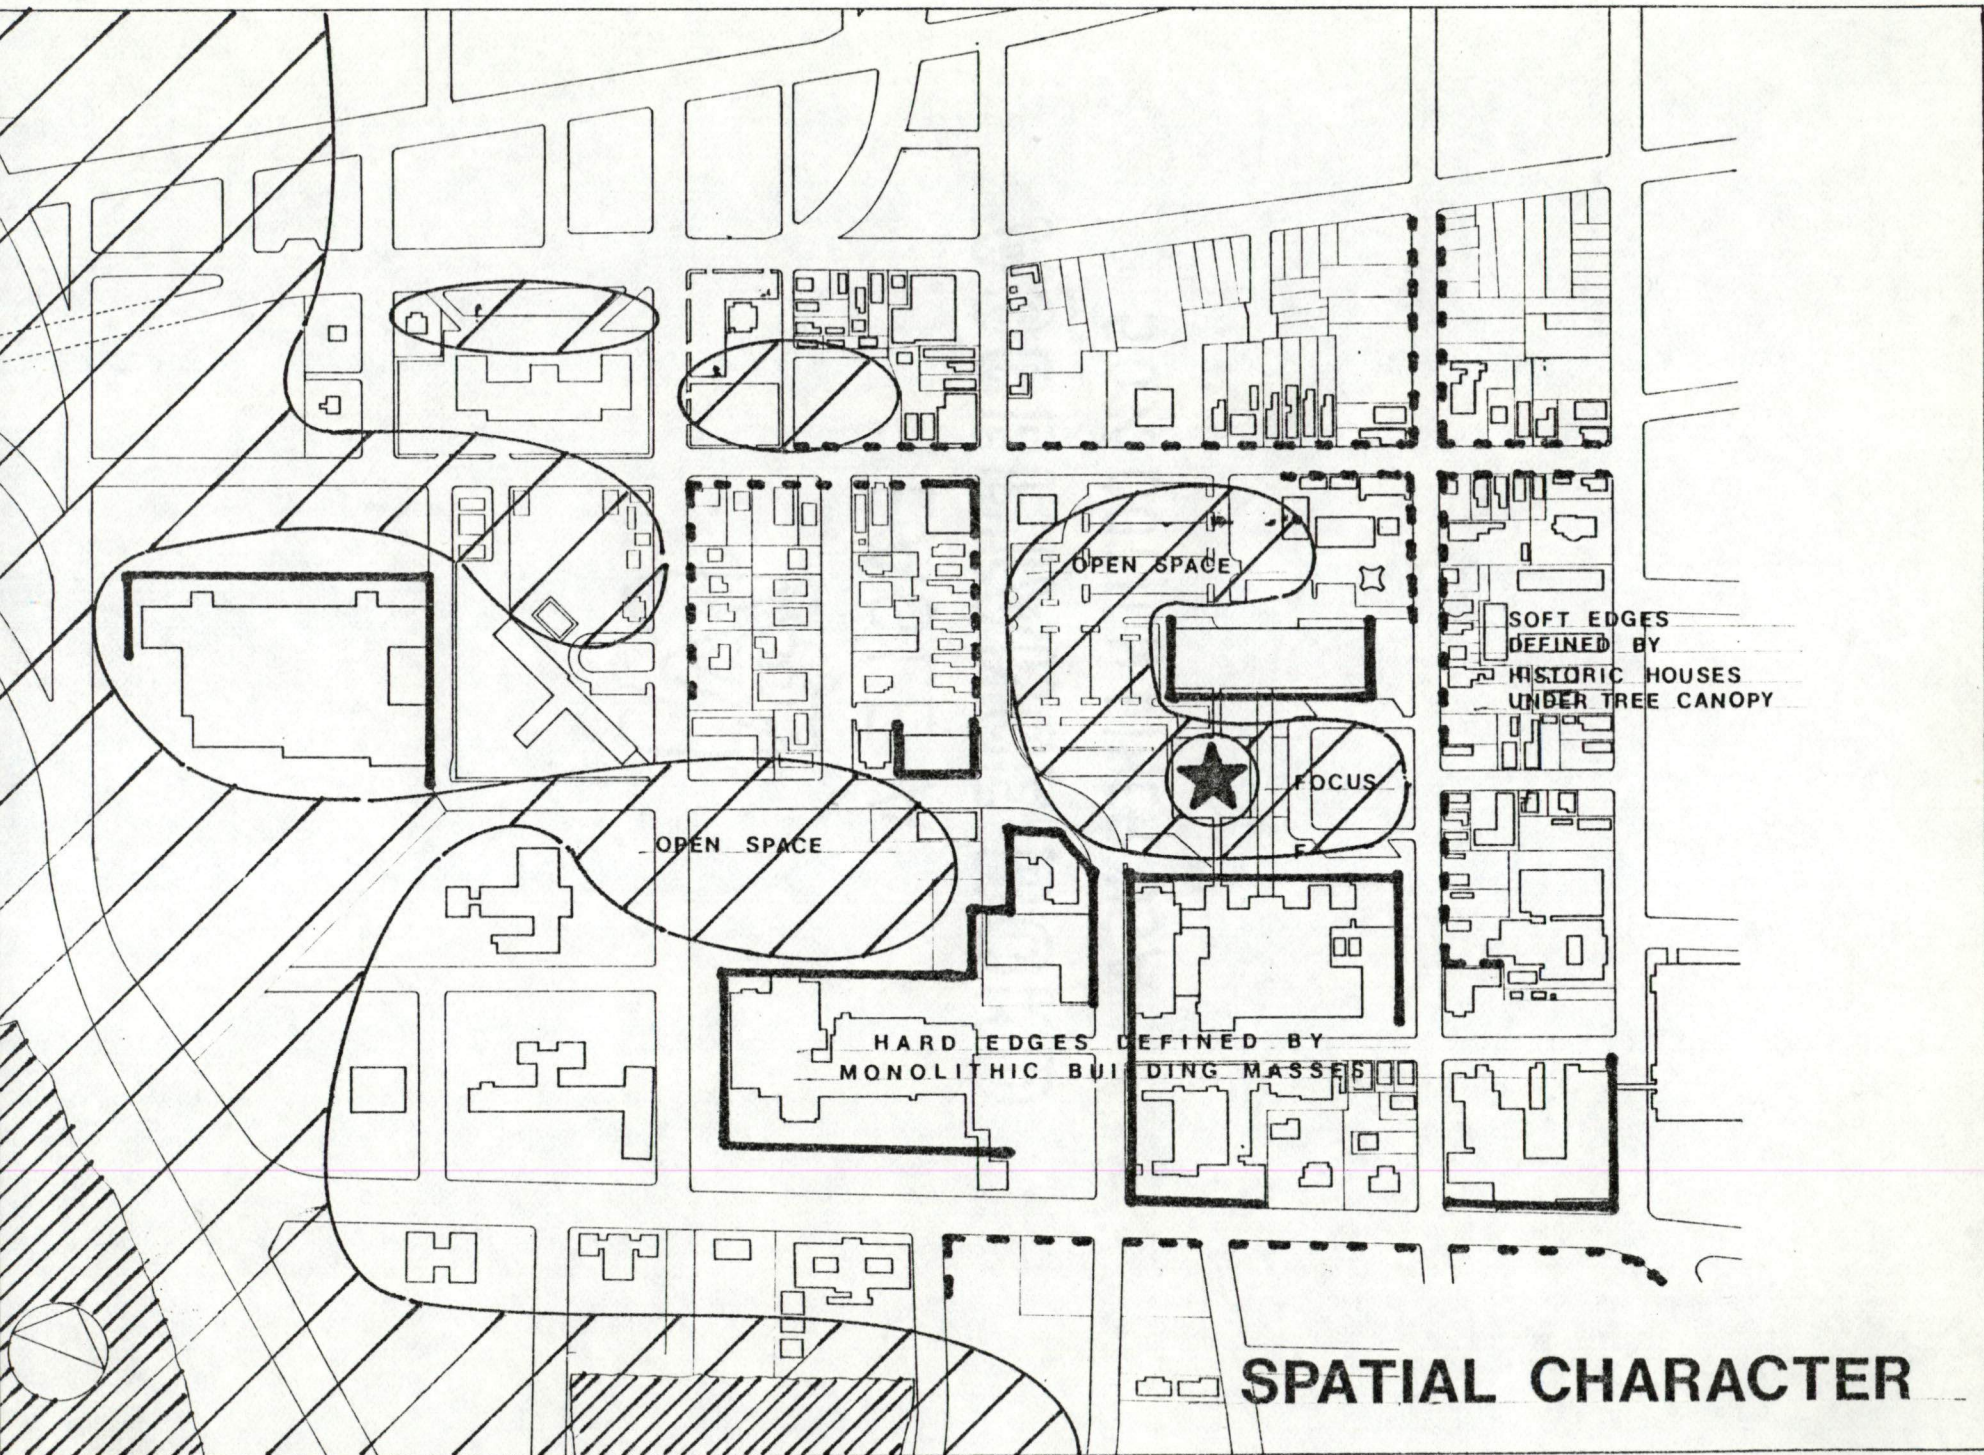 OPEN SPACE
SOFT EDGES
DEFINED BY
HISTORIC HOUSES
UNDER TREE CANOPY
FOCUS
OPEN SPACE
F
HARD EDGES DEFINED BY
MONOLITHIC BUILDING MASSES
SPATIAL CHARACTER